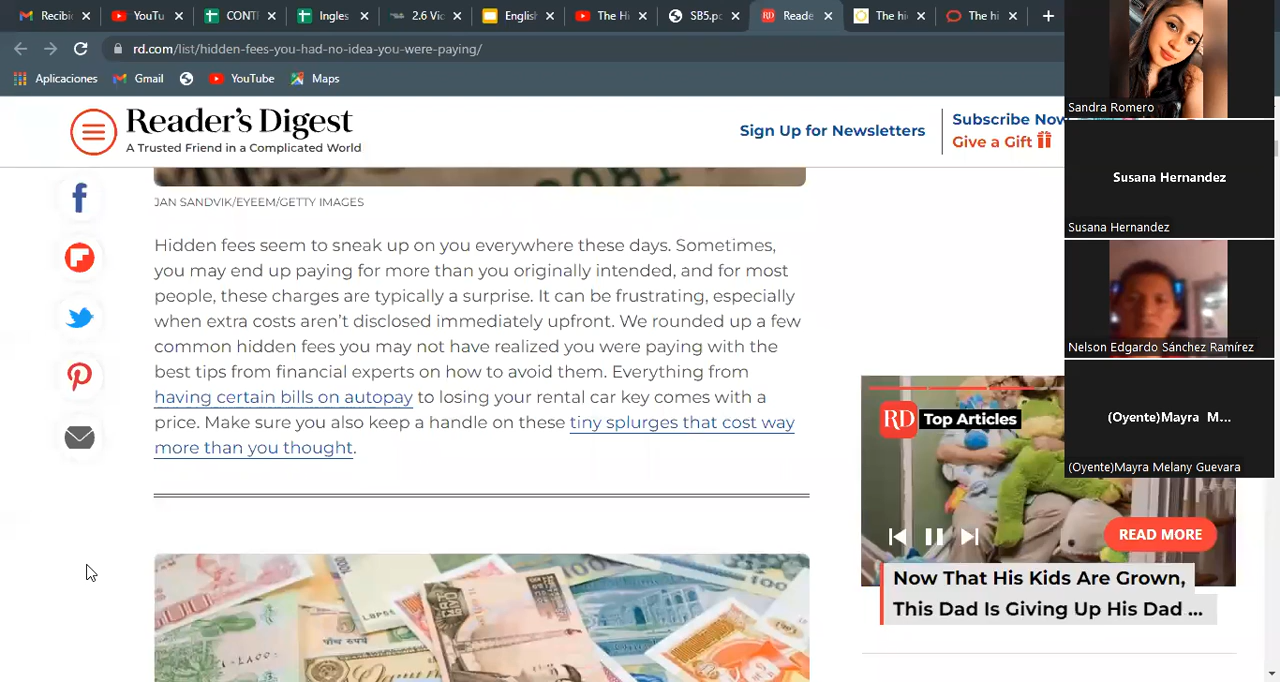 Recibid
YouTu
CONTI
Ingles
2.6 Vic
English
The Hi
SB5.pd
Reade
The hi
The hi
rd.com/list/hidden-fees-you-had-no-idea-you-were-paying/
Aplicaciones
Gmail
YouTube
Maps
Reader's Digest
A Trusted Friend in a Complicated World
Sign Up for Newsletters
Subscribe Now
Give a Gift
JAN SANDVIK/EYEEM/GETTY IMAGES
Hidden fees seem to sneak up on you everywhere these days. Sometimes,
you may end up paying for more than you originally intended, and for most
people, these charges are typically a surprise. It can be frustrating, especially
when extra costs aren't disclosed immediately upfront. We rounded up a few
common hidden fees you may not have realized you were paying with the
best tips from financial experts on how to avoid them. Everything from
having certain bills on autopay to losing your rental car key comes with a
price. Make sure you also keep a handle on these tiny splurges that cost way
more than you thought.
RD Top Articles
READ MORE
Now That His Kids Are Grown,
This Dad Is Giving Up His Dad ...
Sandra Romero
Susana Hernandez
Susana Hernandez
Nelson Edgardo Sánchez Ramírez
(Oyente)Mayra M...
(Oyente)Mayra Melany Guevara